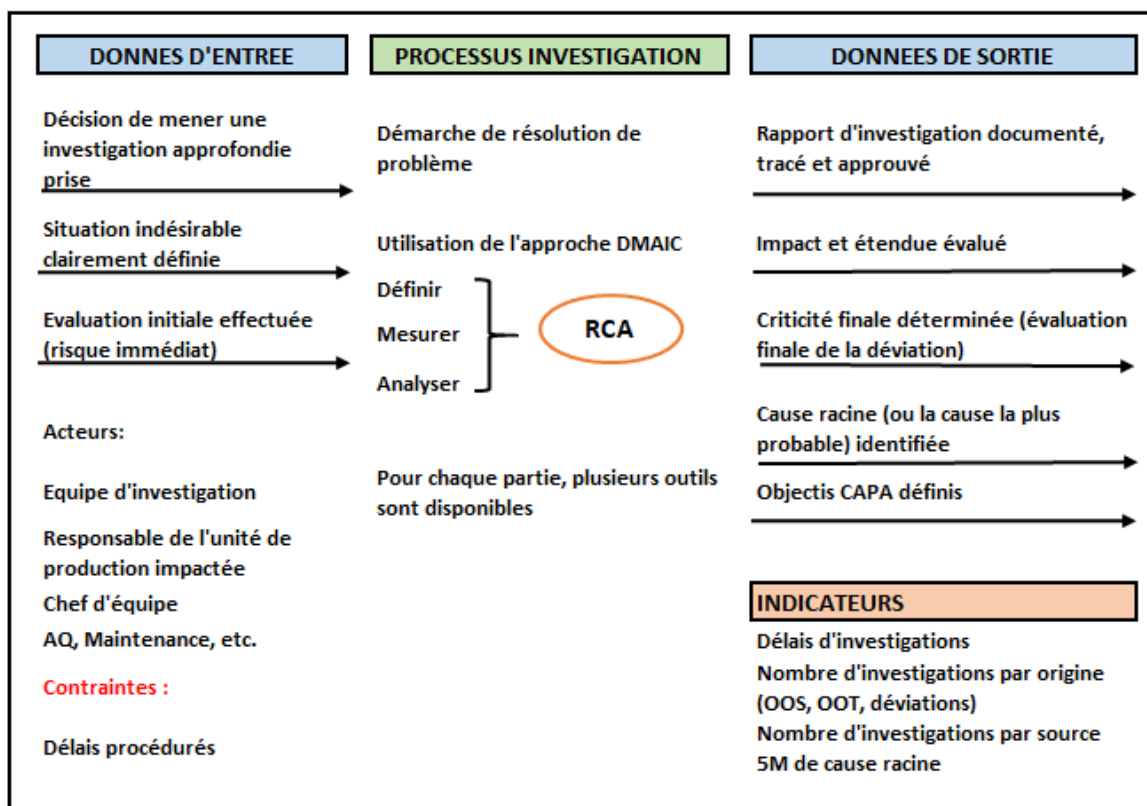 DONNES D'ENTREE
Décision de mener une
investigation approfondie
prise
Situation indésirable
clairement définie
Evaluation initiale effectuée
(risque immédiat)
Acteurs:
Equipe d'investigation
Responsable de l'unité de
production impactée
Chef d'équipe
AQ, Maintenance, etc.
Contraintes :
Délais procédurés
PROCESSUS INVESTIGATION
Démarche de résolution de
problème
Utilisation de l'approche DMAIC
Définir
Mesurer
Analyser
RCA
Pour chaque partie, plusieurs outils
sont disponibles
DONNEES DE SORTIE
Rapport d'investigation documenté,
tracé et approuvé
Impact et étendue évalué
Criticité finale déterminée (évaluation
finale de la déviation)
Cause racine (ou la cause la plus
probable) identifiée
Objectis CAPA définis
INDICATEURS
Délais d'investigations
Nombre d'investigations par origine
(OOS, OOT, déviations)
Nombre d'investigations par source
5M de cause racine